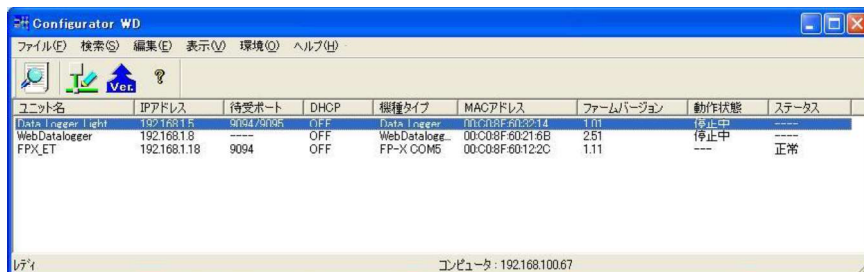 Configurator WD
ファイル(F) 検索(S) 編集(E) 表示(V) 環境(O) ヘルプ(H)
Ver.
ユニット名 IPアドレス 待受ポート DHCP 機種タイプ MACアドレス ファームバージョン 動作状態 ステータス
Data Logger Light 192.168.1.5 9094/9095 OFF Data Logger 00:C0:8F:60:32:14 1.01 停止中 ----
WebDatalogger 192.168.1.8 ---- OFF WebDatalogg... 00:C0:8F:60:21:6B 2.51 停止中 ----
FPX_ET 192.168.1.18 9094 OFF FP-X COM5 00:C0:8F:60:12:2C 1.11 --- 正常
レディ コンピュータ : 192.168.100.67